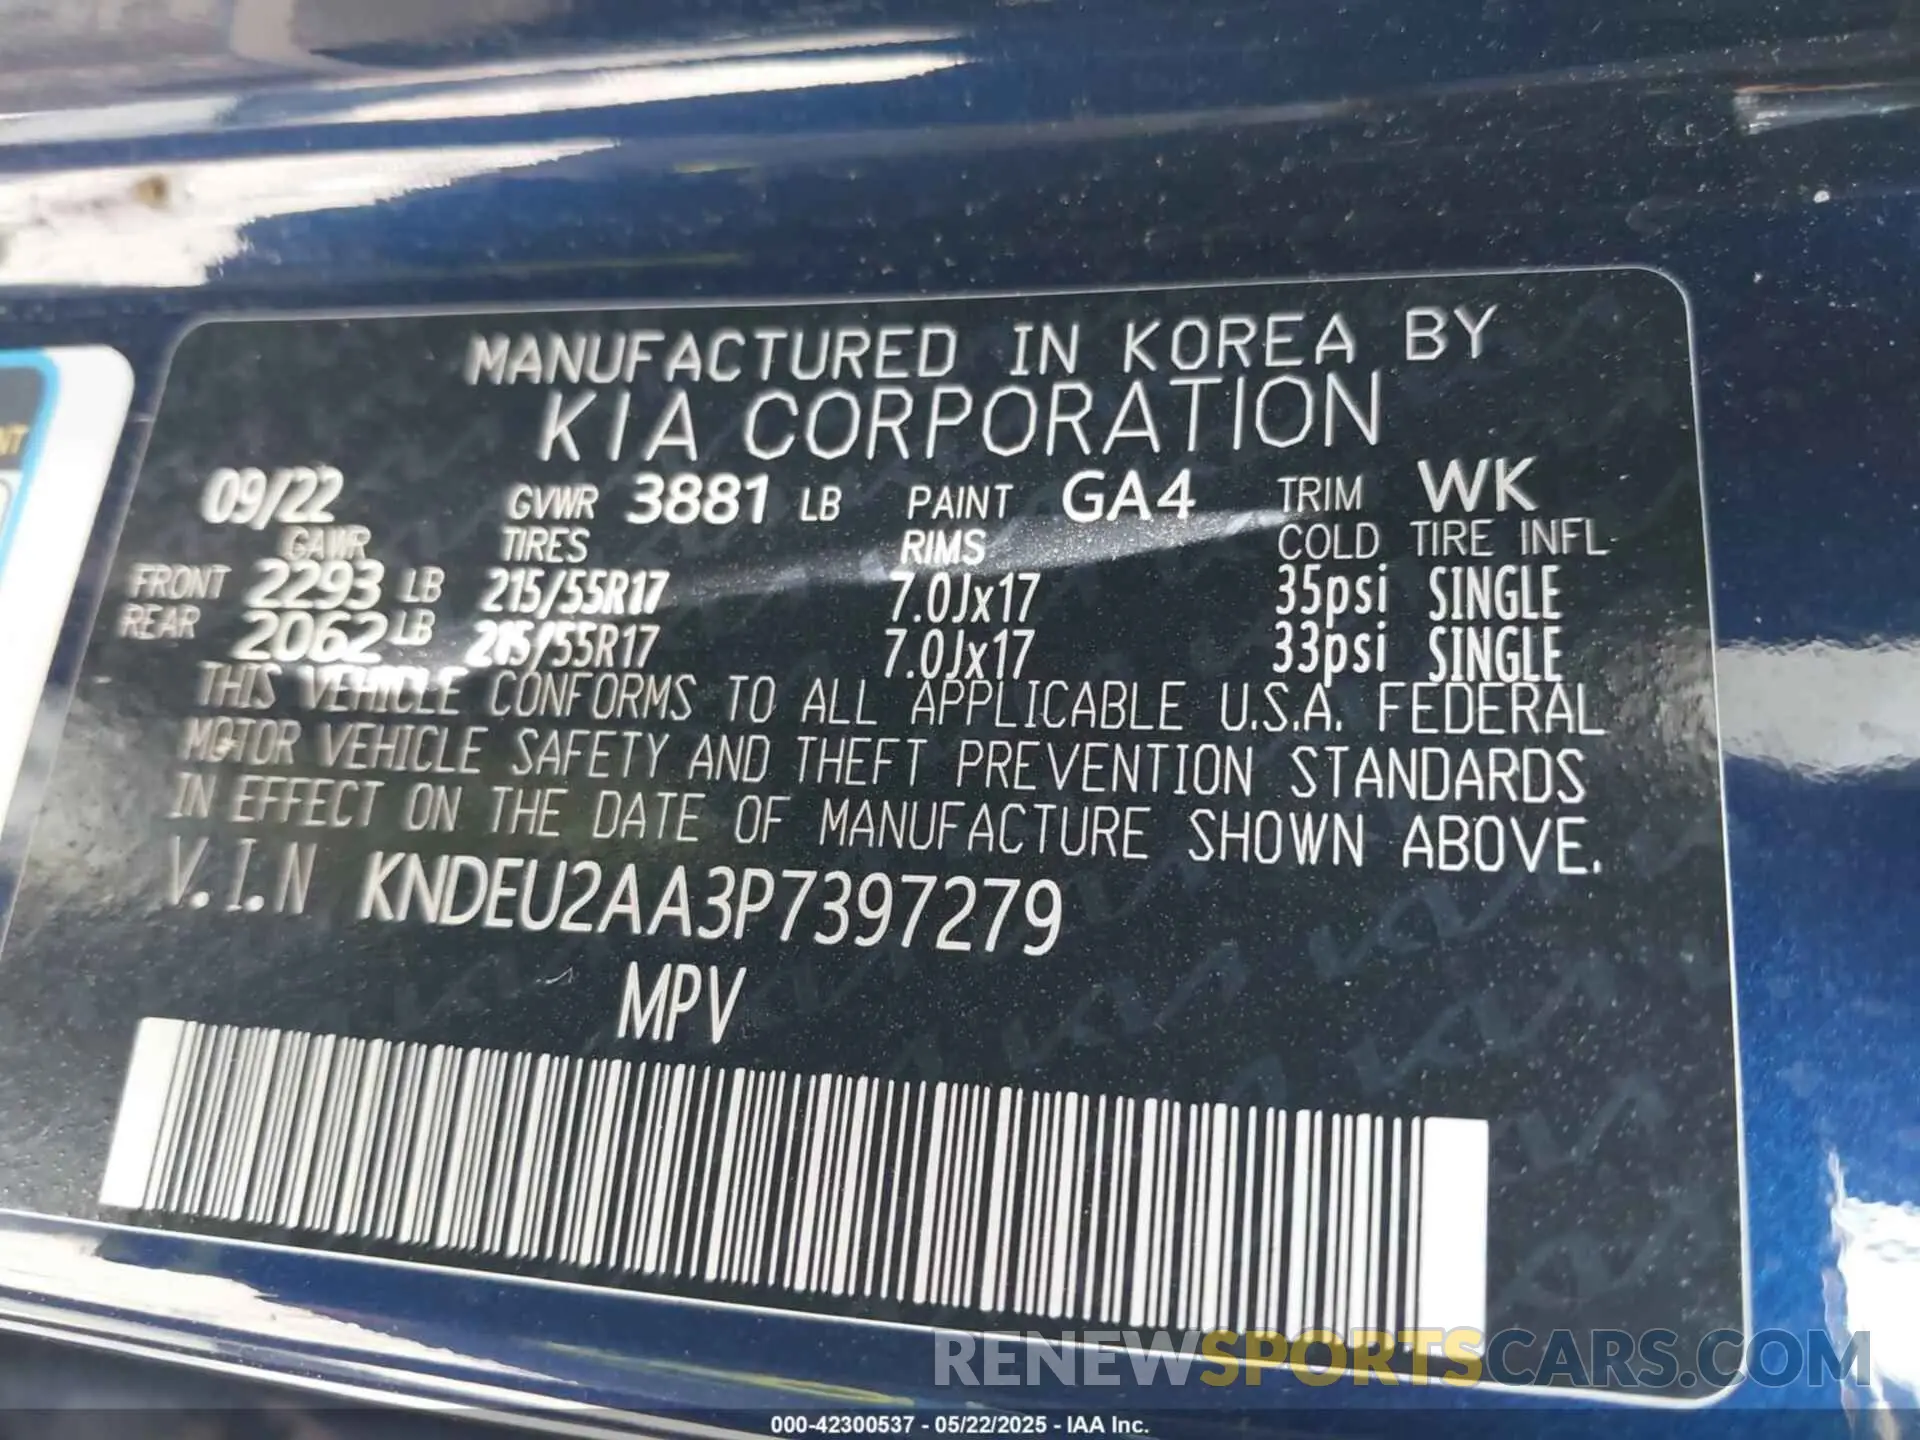 MANUFACTURED IN KOREA BY
KIA CORPORATION
09/22 GVWR 3881 LB PAINT GA4 TRIM WK
GAWR TIRES RIMS COLD TIRE INFL
FRONT 2293 LB 215/55R17 7.0Jx17 35psi SINGLE
REAR 2062 LB 215/55R17 7.0Jx17 33psi SINGLE
THIS VEHICLE CONFORMS TO ALL APPLICABLE U.S.A. FEDERAL
MOTOR VEHICLE SAFETY AND THEFT PREVENTION STANDARDS
IN EFFECT ON THE DATE OF MANUFACTURE SHOWN ABOVE.
V.I.N KNDEU2AA3P7397279
MPV
RENEWSPORTSCARS.COM
000-42300537 - 05/22/2025 - IAA Inc.